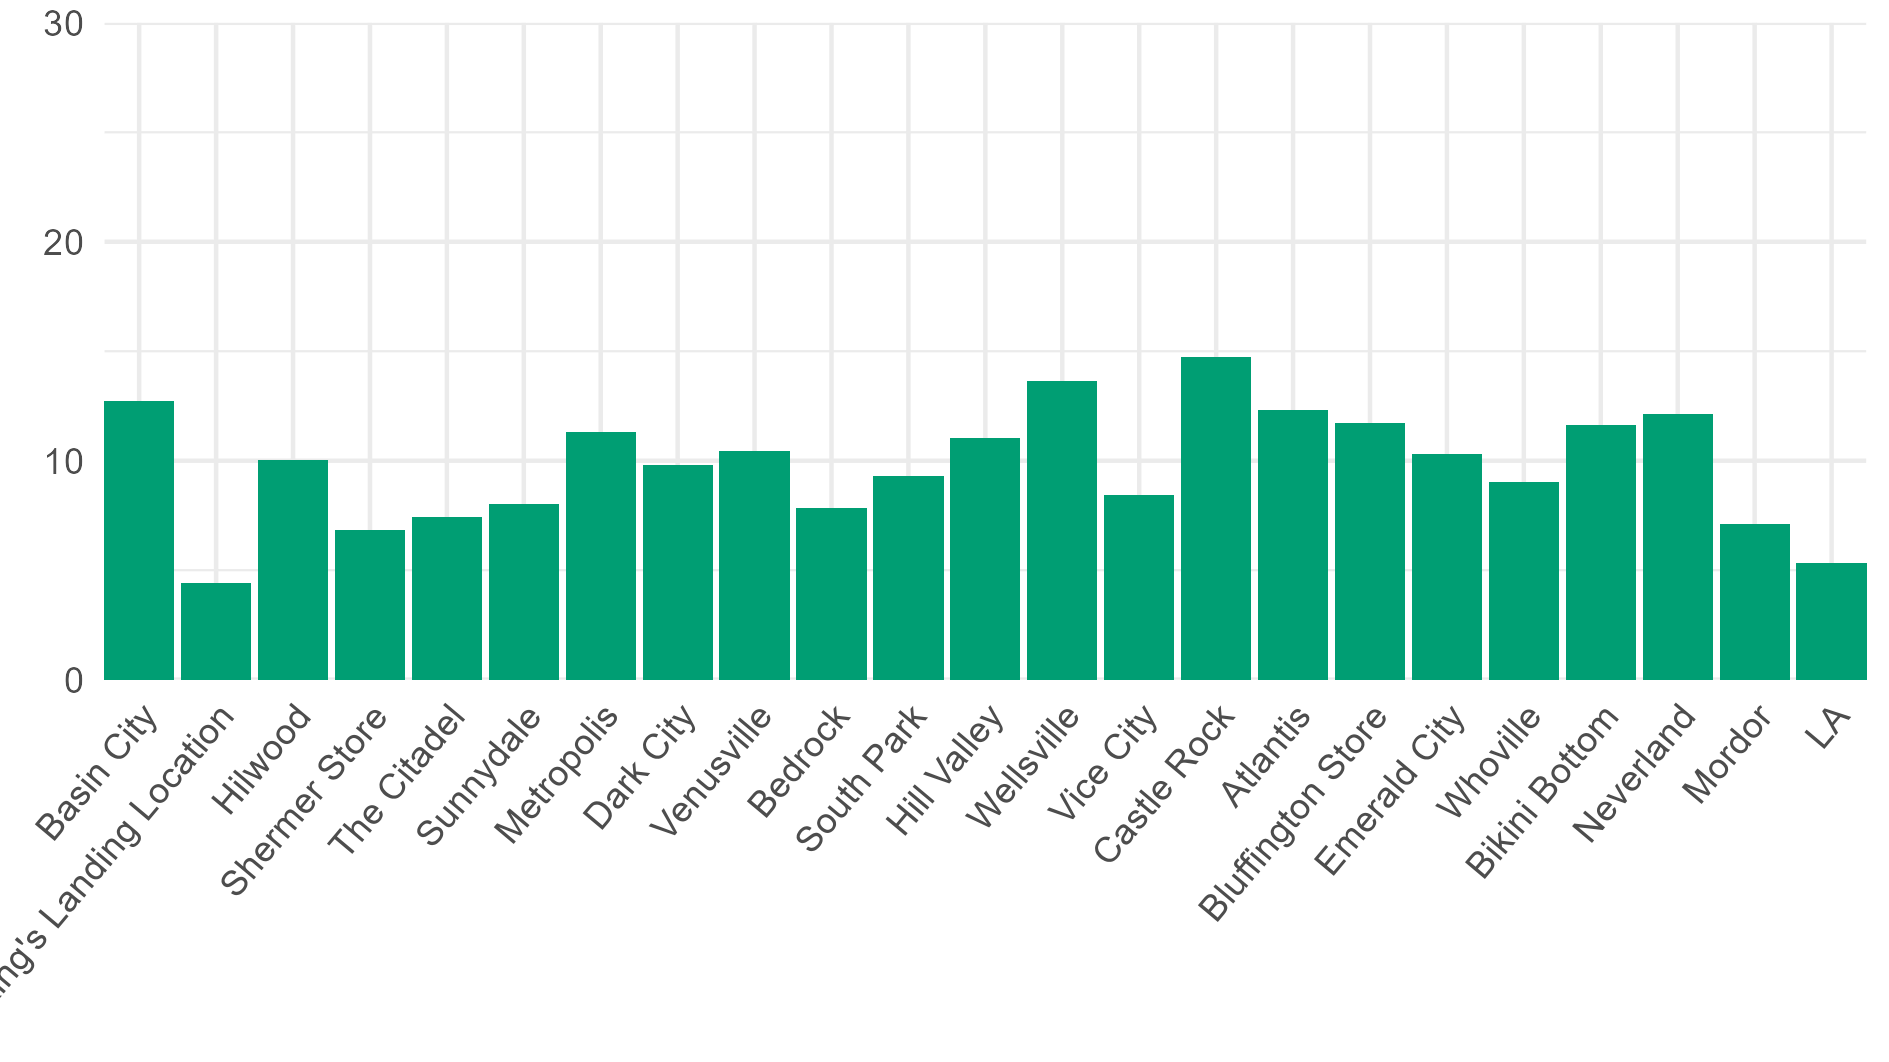 30
20
10
0
Basin City
ng's Landing Location
Hilwood
Shermer Store
The Citadel
Sunnydale
Metropolis
Dark City
Venusville
Bedrock
South Park
Hill Valley
Wellsville
Vice City
Castle Rock
Atlantis
Bluffington Store
Emerald City
Whoville
Bikini Bottom
Neverland
Mordor
LA